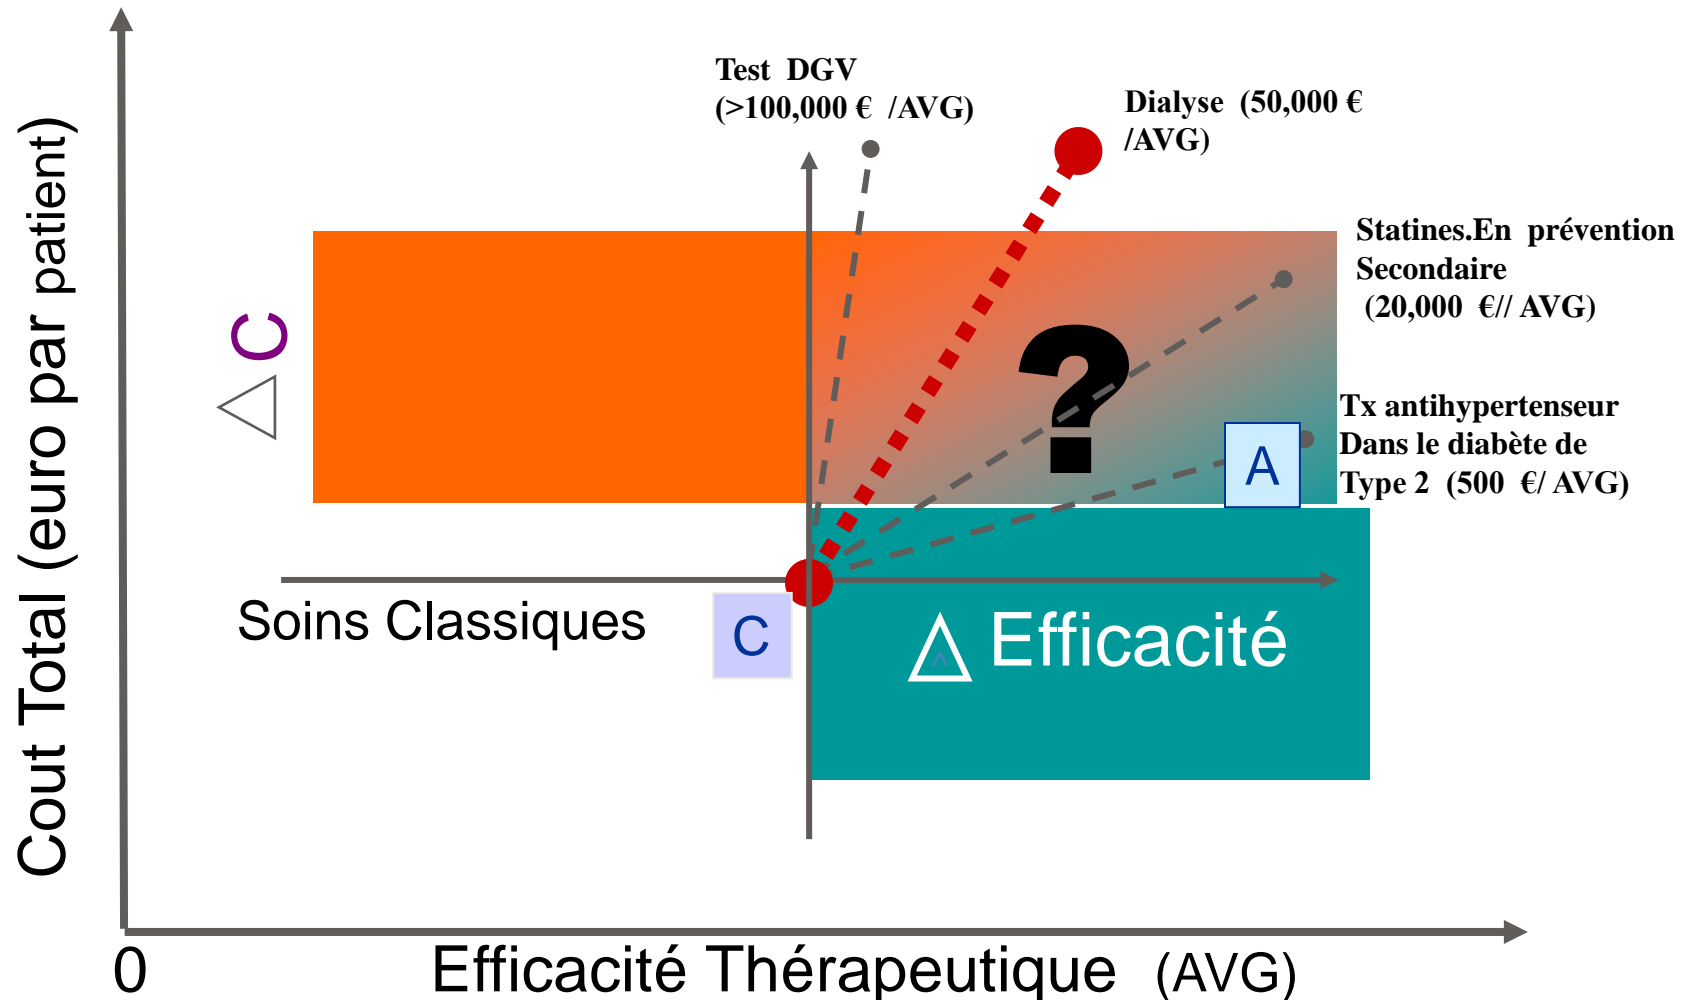 Test DGV
(>100,000 € /AVG)
Dialyse (50,000 €
/AVG)
Statines.En prévention
Secondaire
(20,000 €// AVG)
Tx antihypertenseur
Dans le diabète de
Type 2 (500 €/ AVG)
Cout Total (euro par patient)
△ C
?
A
C
Soins Classiques
△ Efficacité
^
0
Efficacité Thérapeutique (AVG)